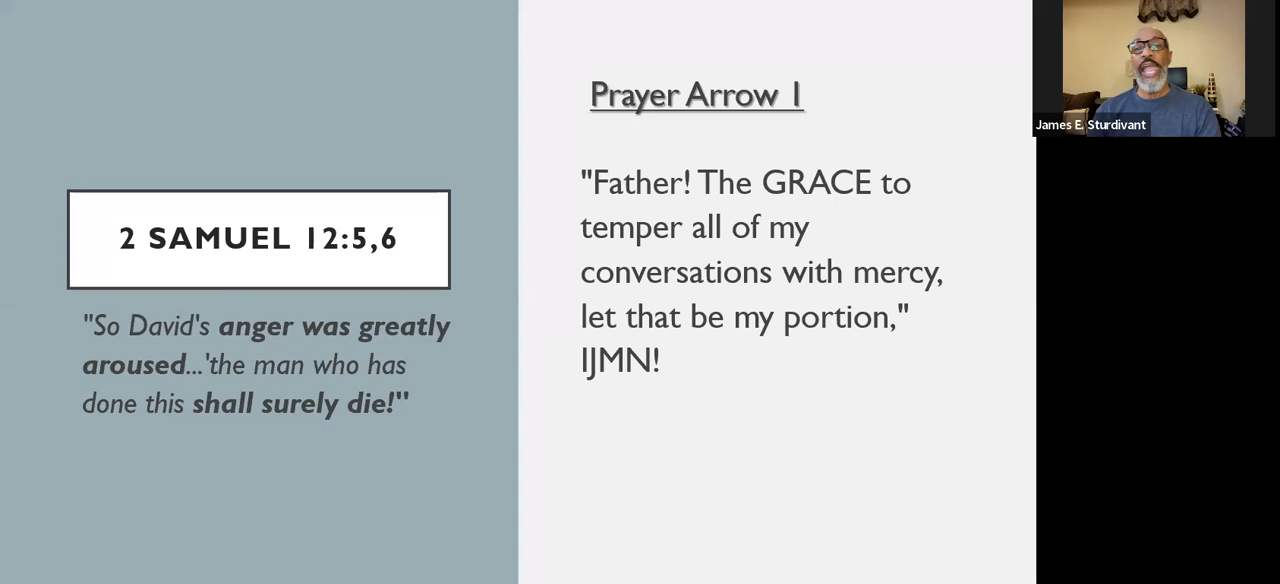 2 SAMUEL 12:5,6
"So David's anger was greatly
aroused...'the man who has
done this shall surely die!"
Prayer Arrow 1
"Father! The GRACE to
temper all of my
conversations with mercy,
let that be my portion,"
IJMN!
James E. Sturdivant